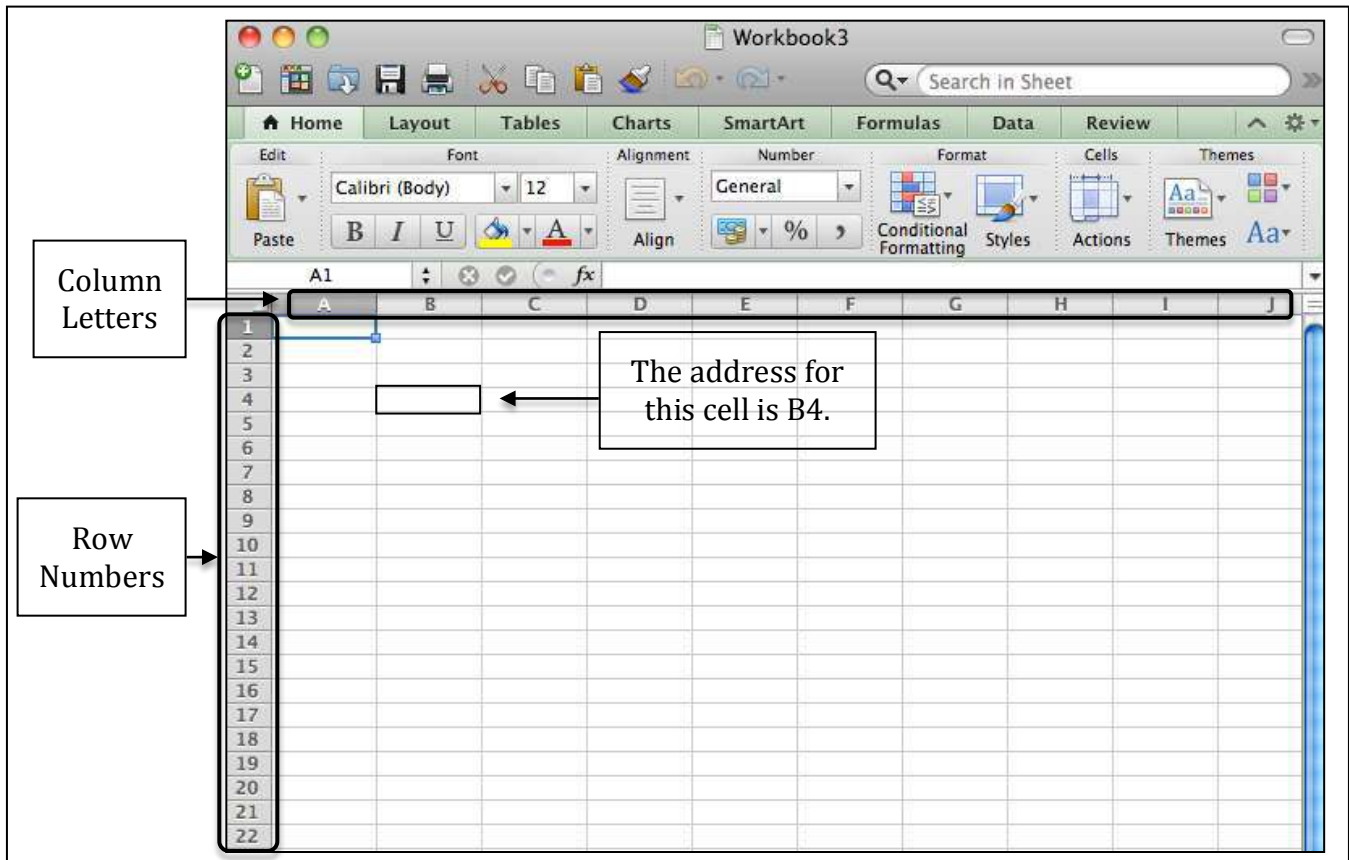 Workbook3
Search in Sheet
Home Layout Tables Charts SmartArt Formulas Data Review
Edit Font Alignment Number Format Cells Themes
Calibri (Body) 12 General
Paste B I U A Align % , Conditional Formatting Styles Actions Themes Aa
A1 fx
Column
Letters
A B C D E F G H I J
1
2
3
4
5
6
7
8
9
10
11
12
13
14
15
16
17
18
19
20
21
22
The address for
this cell is B4.
Row
Numbers